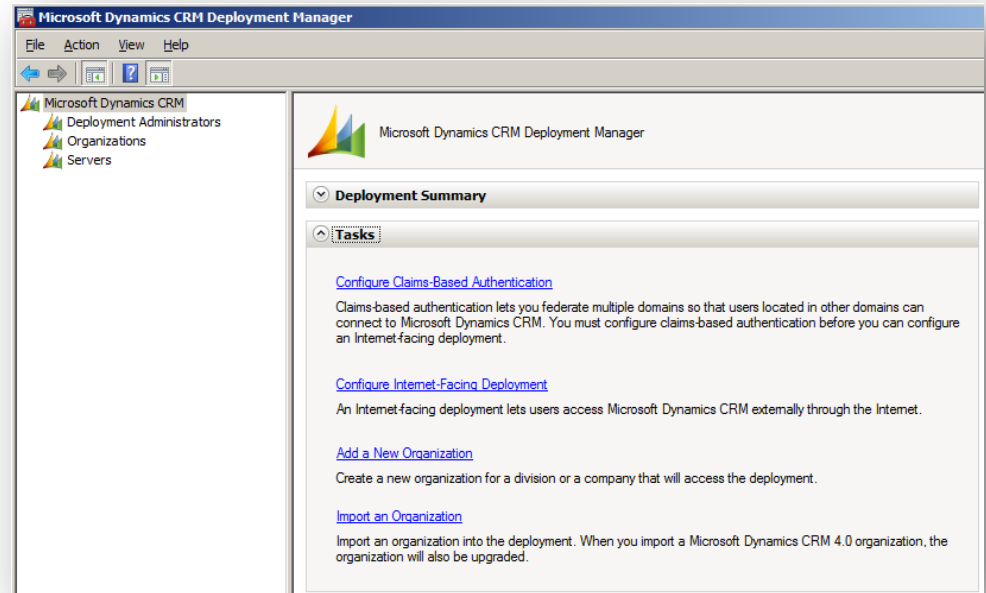 Microsoft Dynamics CRM Deployment Manager
File Action View Help
Microsoft Dynamics CRM
Deployment Administrators
Organizations
Servers
Microsoft Dynamics CRM Deployment Manager
Deployment Summary
Tasks
Configure Claims-Based Authentication
Claims-based authentication lets you federate multiple domains so that users located in other domains can
connect to Microsoft Dynamics CRM. You must configure claims-based authentication before you can configure
an Internet-facing deployment.
Configure Internet-Facing Deployment
An Internet-facing deployment lets users access Microsoft Dynamics CRM externally through the Internet.
Add a New Organization
Create a new organization for a division or a company that will access the deployment.
Import an Organization
Import an organization into the deployment. When you import a Microsoft Dynamics CRM 4.0 organization, the
organization will also be upgraded.